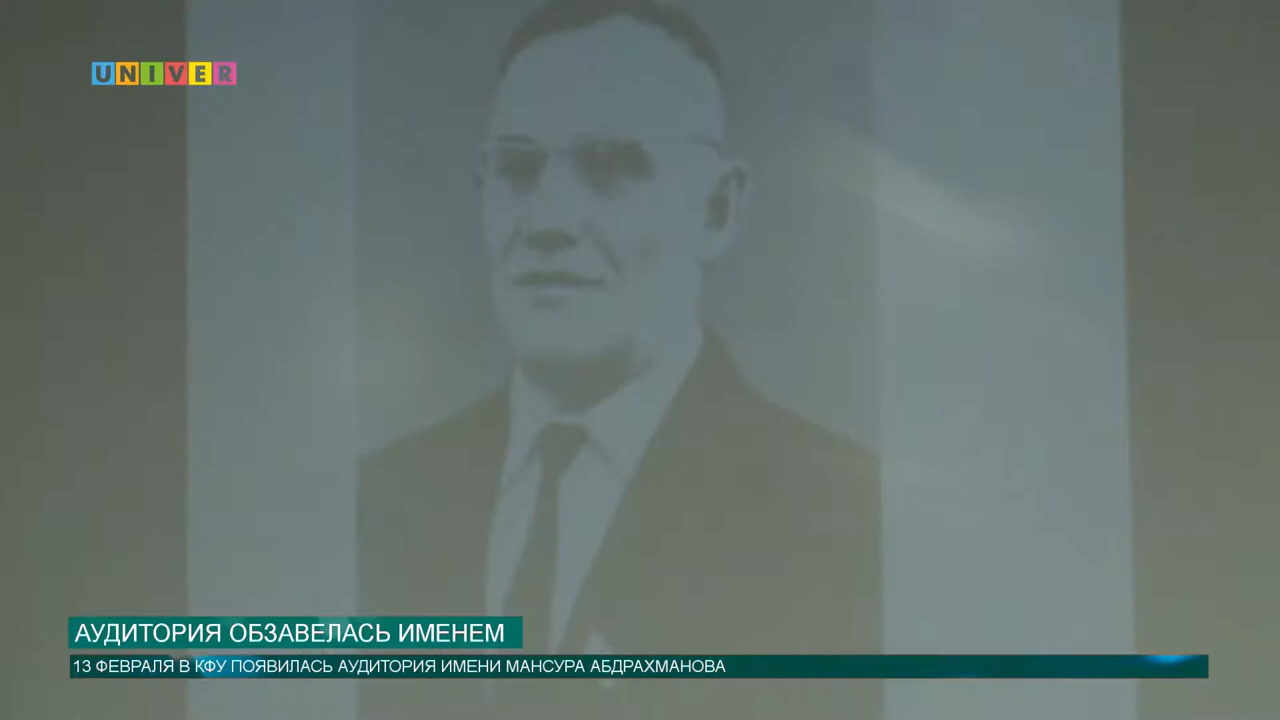 UNIVER
АУДИТОРИЯ ОБЗАВЕЛАСЬ ИМЕНЕМ
13 ФЕВРАЛЯ В КФУ ПОЯВИЛАСЬ АУДИТОРИЯ ИМЕНИ МАНСУРА АБДРАХМАНОВА